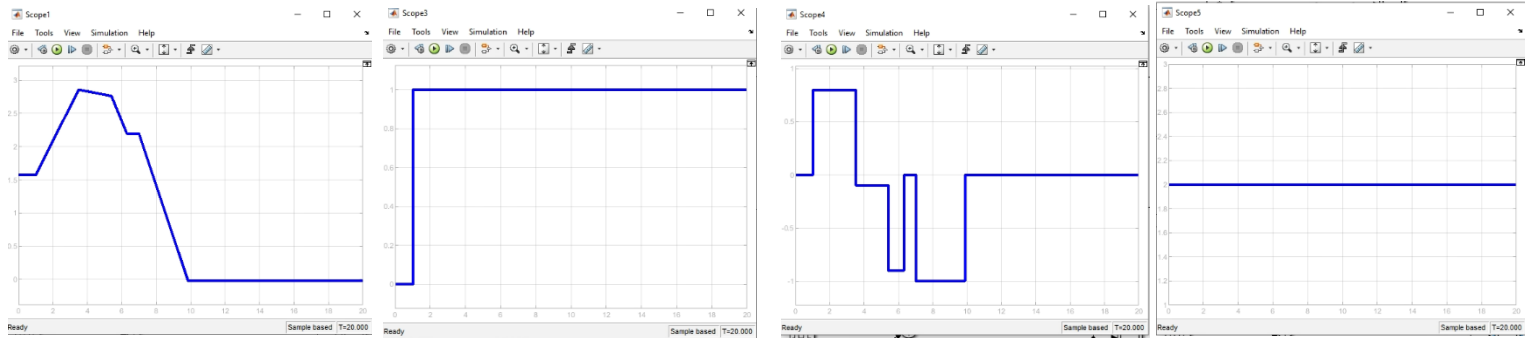 Scope1
File Tools View Simulation Help
3
2.5
2
1.5
1
0.5
0
0 2 4 6 8 10 12 14 16 18 20
Ready Sample based T=20.000
Scope3
File Tools View Simulation Help
1
0.8
0.6
0.4
0.2
0
0 2 4 6 8 10 12 14 16 18 20
Ready Sample based T=20.000
Scope4
File Tools View Simulation Help
1
0.5
0
-0.5
-1
0 2 4 6 8 10 12 14 16 18 20
Ready Sample based T=20.000
Scope5
File Tools View Simulation Help
3
2.8
2.6
2.4
2.2
2
1.8
1.6
1.4
1.2
1
0 2 4 6 8 10 12 14 16 18 20
Ready Sample based T=20.000